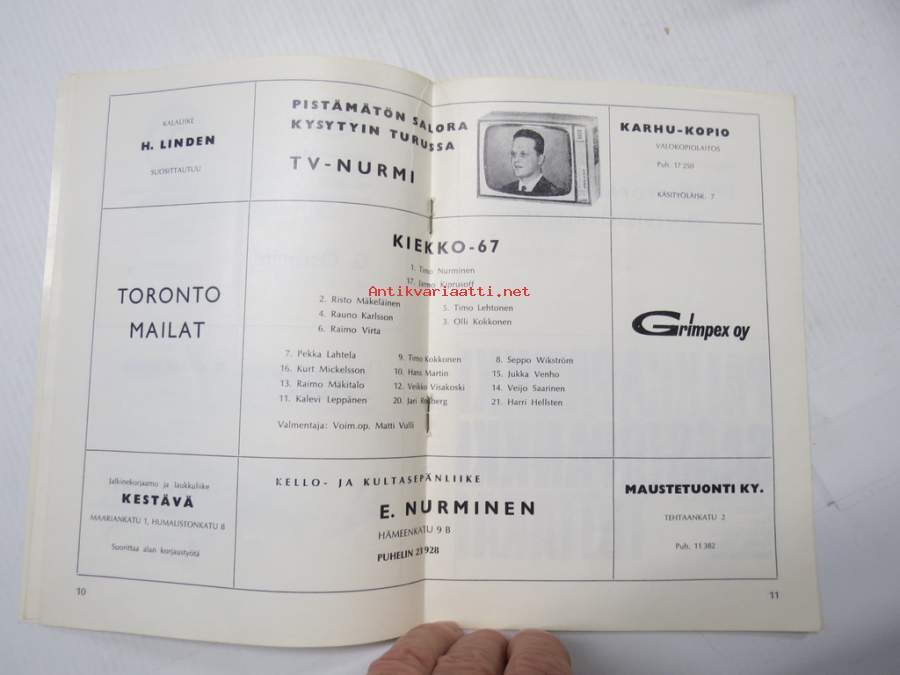 KALALIIKE
H. LINDEN
SUOSITTAUTUU
PISTÄMÄTÖN SALORA
KYSYTYIN TURUSSA
TV-NURMI
KARHU-KOPIO
VALOKOPIOLAITOS
Puh. 17 250
KÄSITYÖLÄISK. 7
TORONTO
MAILAT
KIEKKO-67
1. Timo Nurminen
17. Jarmo Kiprusoff
Antikvariaatti.net
2. Risto Mäkeläinen
5. Timo Lehtonen
4. Rauno Karlsson
3. Olli Kokkonen
6. Raimo Virta
7. Pekka Lahtela
9. Timo Kokkonen
8. Seppo Wikström
16. Kurt Mickelsson
10. Hans Martin
15. Jukka Venho
13. Raimo Mäkitalo
12. Veikko Visakoski
14. Veijo Saarinen
11. Kalevi Leppänen
20. Jari
21. Harri Hellsten
Valmentaja: Voim.op. Matti Vulli
Grimpex oy
Jalkinekorjaamo ja laukkuliike
KESTÄVÄ
MAARIANKATU 1, HUMALISTONKATU 8
Suorittaa alan korjaustyötä
KELLO- JA KULTASEPÄNLIIKE
E. NURMINEN
HÄMEENKATU 9 B
PUHELIN 23 928
MAUSTETUONTI KY.
TEHTAANKATU 2
Puh. 11 382
10
11